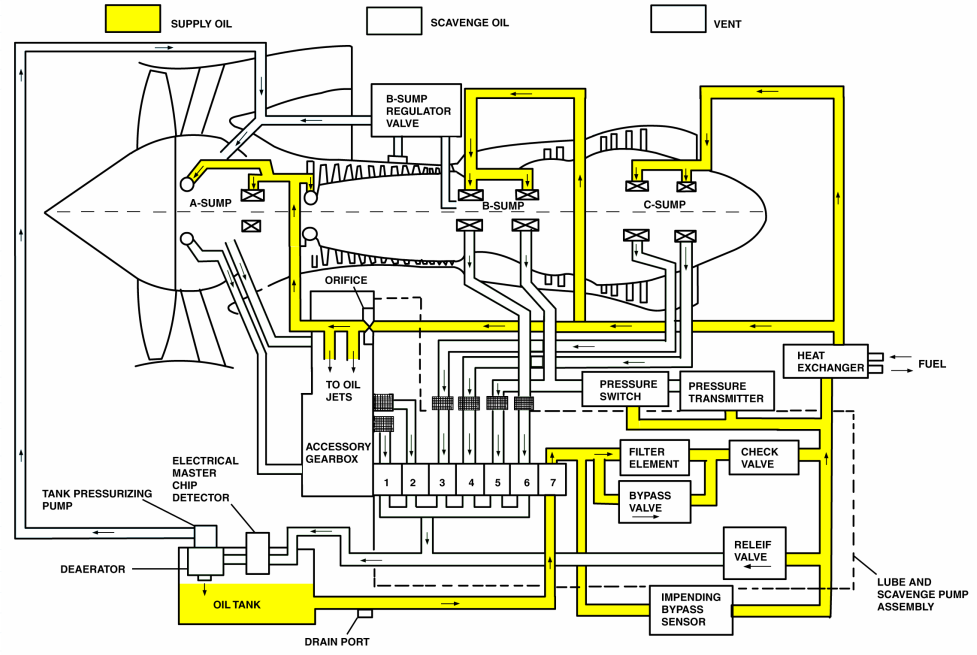 SUPPLY OIL
SCAVENGE OIL
VENT
B-SUMP
REGULATOR
VALVE
A-SUMP
B-SUMP
C-SUMP
ORIFICE
TO OIL
JETS
HEAT
EXCHANGER
FUEL
PRESSURE
SWITCH
PRESSURE
TRANSMITTER
ACCESSORY
GEARBOX
ELECTRICAL
MASTER
CHIP
DETECTOR
FILTER
ELEMENT
CHECK
VALVE
1 2 3 4 5 6 7
TANK PRESSURIZING
PUMP
BYPASS
VALVE
RELEIF
VALVE
DEAERATOR
LUBE AND
SCAVENGE PUMP
ASSEMBLY
OIL TANK
IMPENDING
BYPASS
SENSOR
DRAIN PORT